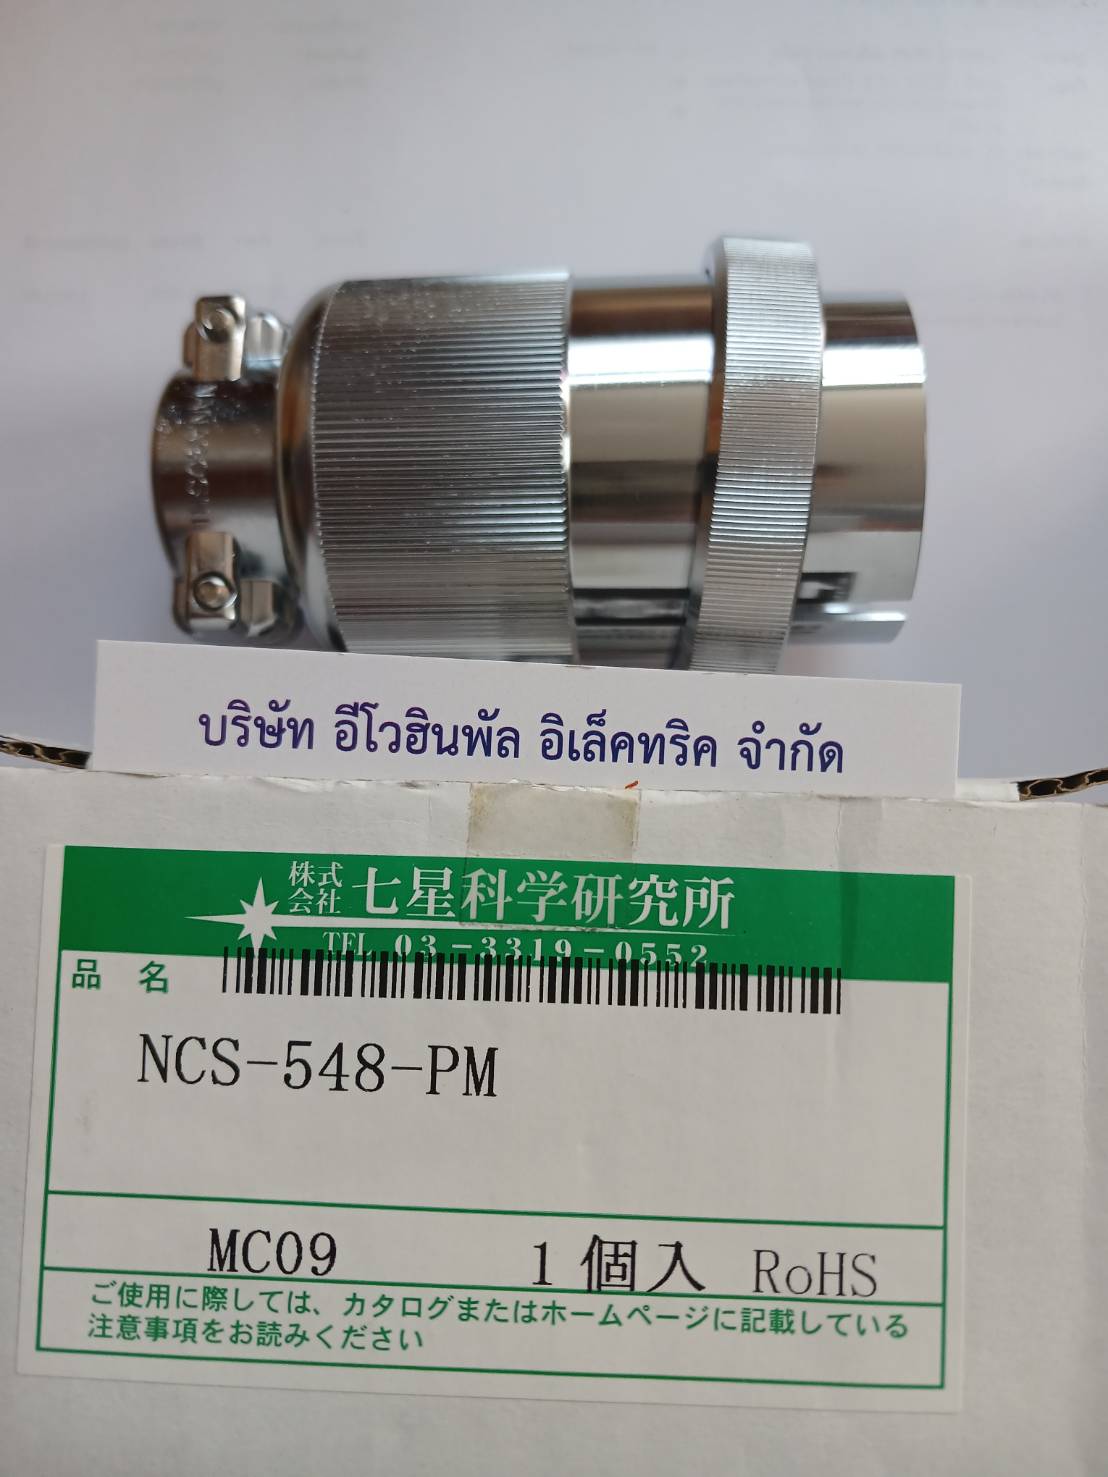 บริษัท อีโวฮินพัล อิเล็คทริค จำกัด
株式会社 七星科学研究所
TEL 03-3319-0552
品 名
NCS-548-PM
MC09 1個入 RoHS
ご使用に際しては、カタログまたはホームページに記載している
注意事項をお読みください